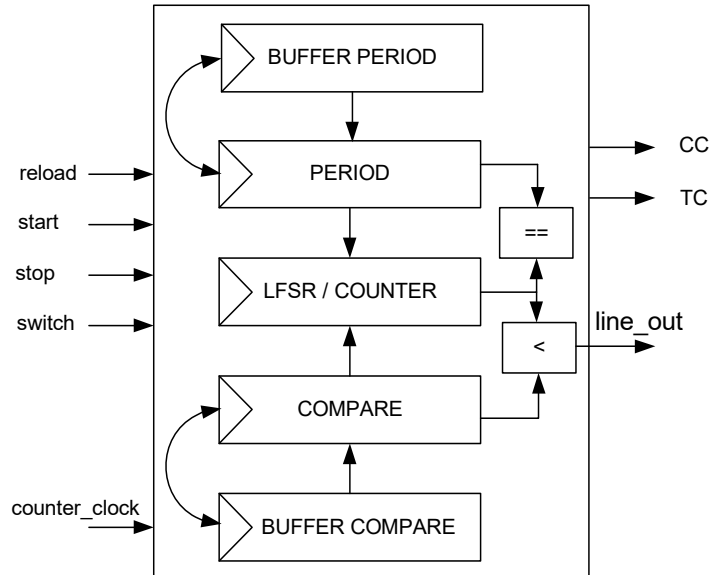 BUFFER PERIOD
PERIOD
CC
reload
TC
start
==
stop
LFSR / COUNTER
switch
line_out
<
COMPARE
counter_clock
BUFFER COMPARE